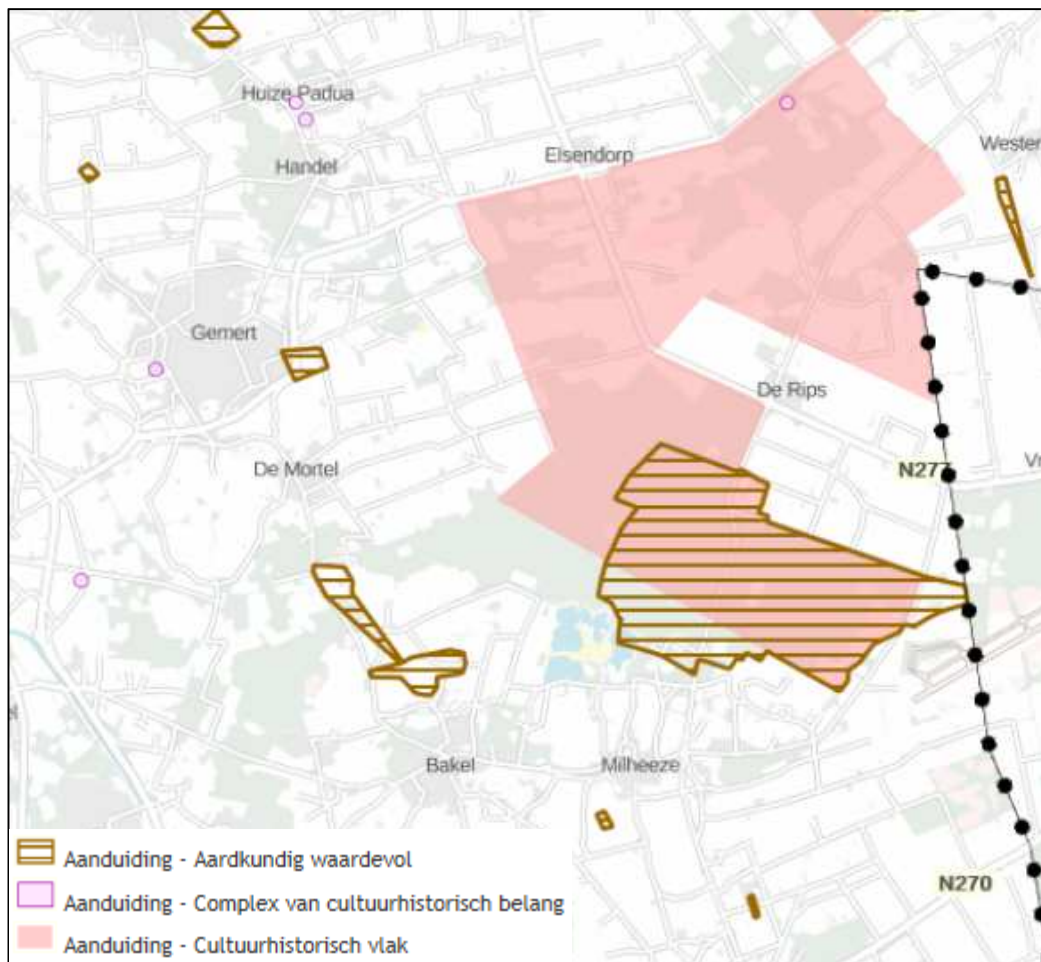 Huize Padua
Handel
Elsendorp
Wester
Gemert
De Rips
De Mortel
N277
Bakel
Milheeze
N270
Aanduiding - Aardkundig waardevol
Aanduiding - Complex van cultuurhistorisch belang
Aanduiding - Cultuurhistorisch vlak